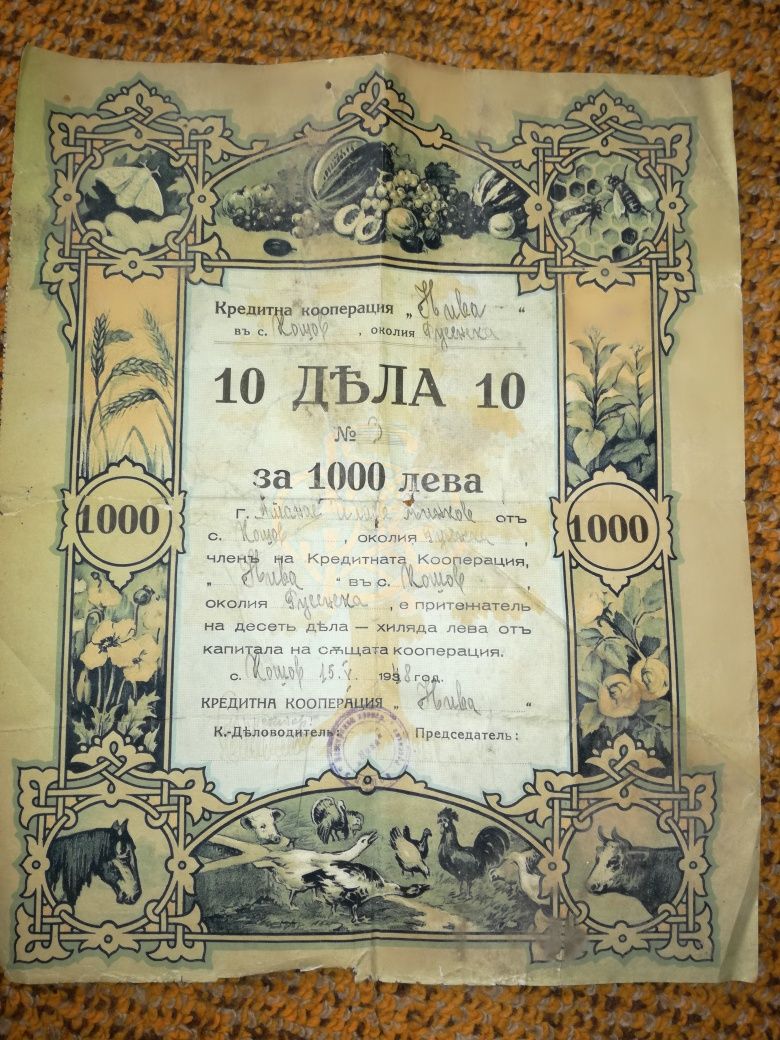 Кредитна кооперация „Нива“
въ с. Кошов, околия Русенска
10 ДѢЛА 10
№
за 1000 лева
1000
1000
г. отъ
с. Кошов, околия Русенска,
членъ на Кредитната Кооперация,
„Нива“ въ с. Кошов,
околия Русенска, е притежатель
на десеть дѣла — хиляда лева отъ
капитала на сѫщата кооперация.
с. Кошов 15.V. 1948 год.
КРЕДИТНА КООПЕРАЦИЯ „Нива“
К.-Дѣловодитель: Председатель: